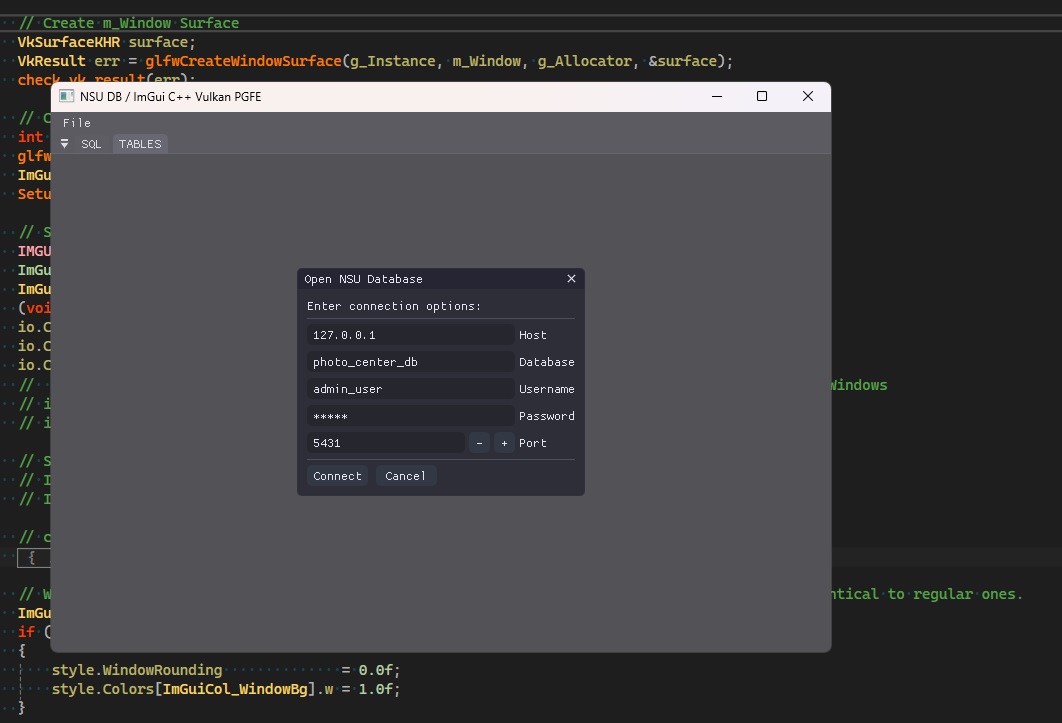 // Create m_Window Surface
VkSurfaceKHR surface;
VkResult err = glfwCreateWindowSurface(g_Instance, m_Window, g_Allocator, &surface);
check_vk_result(err);
NSU DB / ImGui C++ Vulkan PGFE
// C
File
int
SQL TABLES
glfw
ImGu
Setu
// S
IMGU
ImGui
Open NSU Database
ImGu
Enter connection options:
(voi
io.C
127.0.0.1 Host
io.C
io.C
photo_center_db Database
// Windows
admin_user Username
// i
***** Password
// i
5431 - + Port
// S
// I
Connect Cancel
// I
// c
{
// W ntical to regular ones.
ImGu
if (
{
style.WindowRounding = 0.0f;
style.Colors[ImGuiCol_WindowBg].w = 1.0f;
}